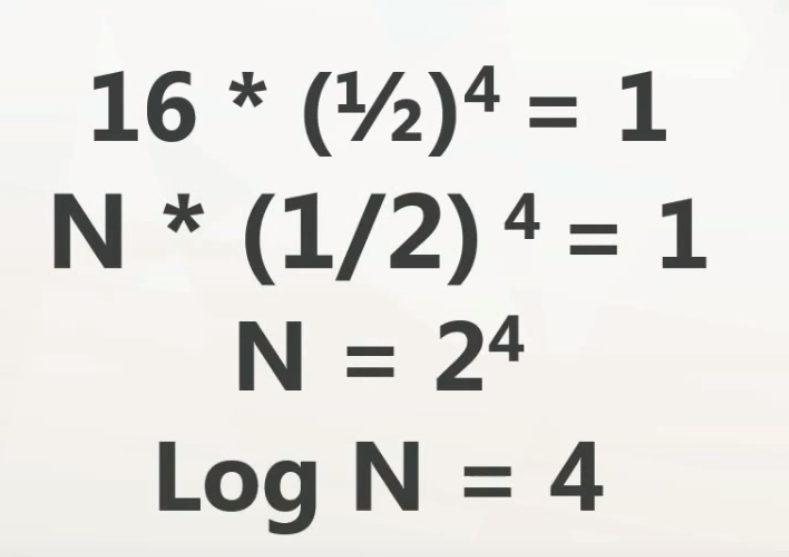 16 * (½)⁴ = 1
N * (1/2) ⁴ = 1
N = 2⁴
Log N = 4